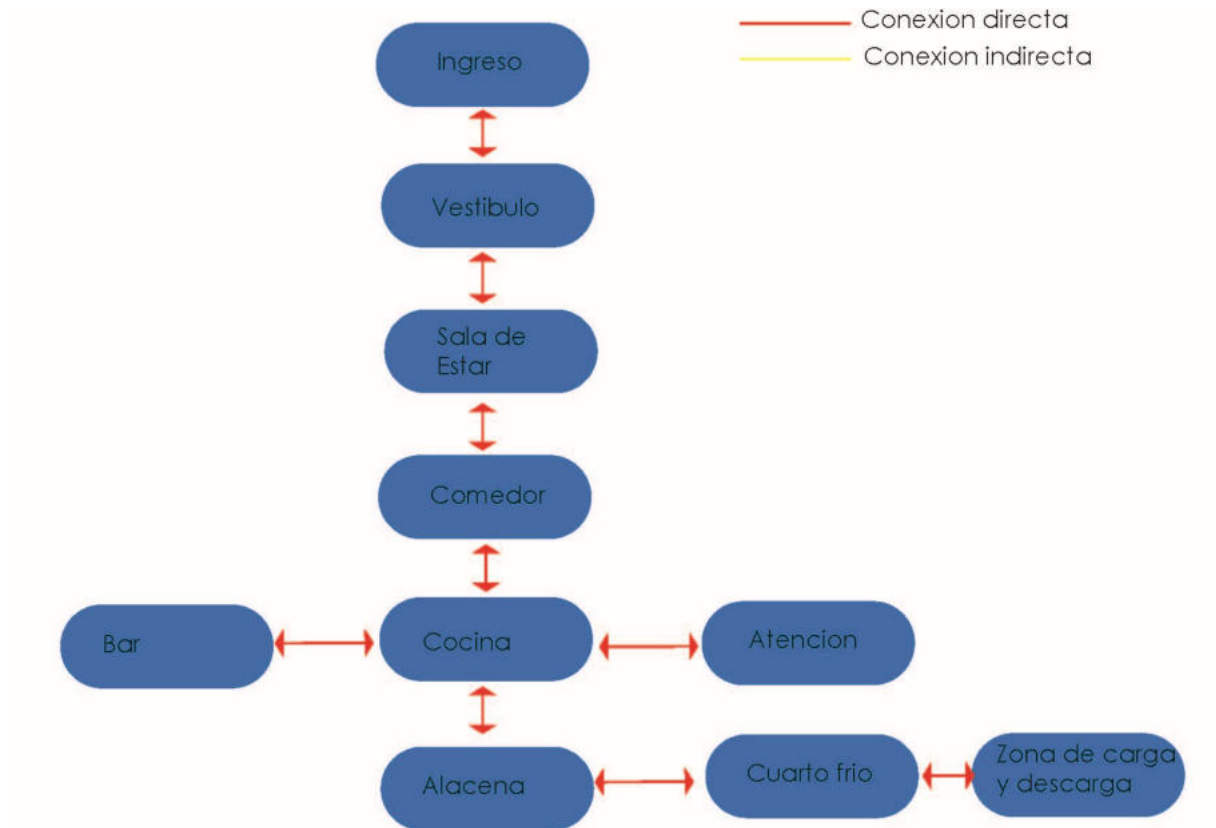 Conexion directa
Conexion indirecta
Ingreso
Vestibulo
Sala de
Estar
Comedor
Bar
Cocina
Atencion
Alacena
Cuarto frio
Zona de carga
y descarga